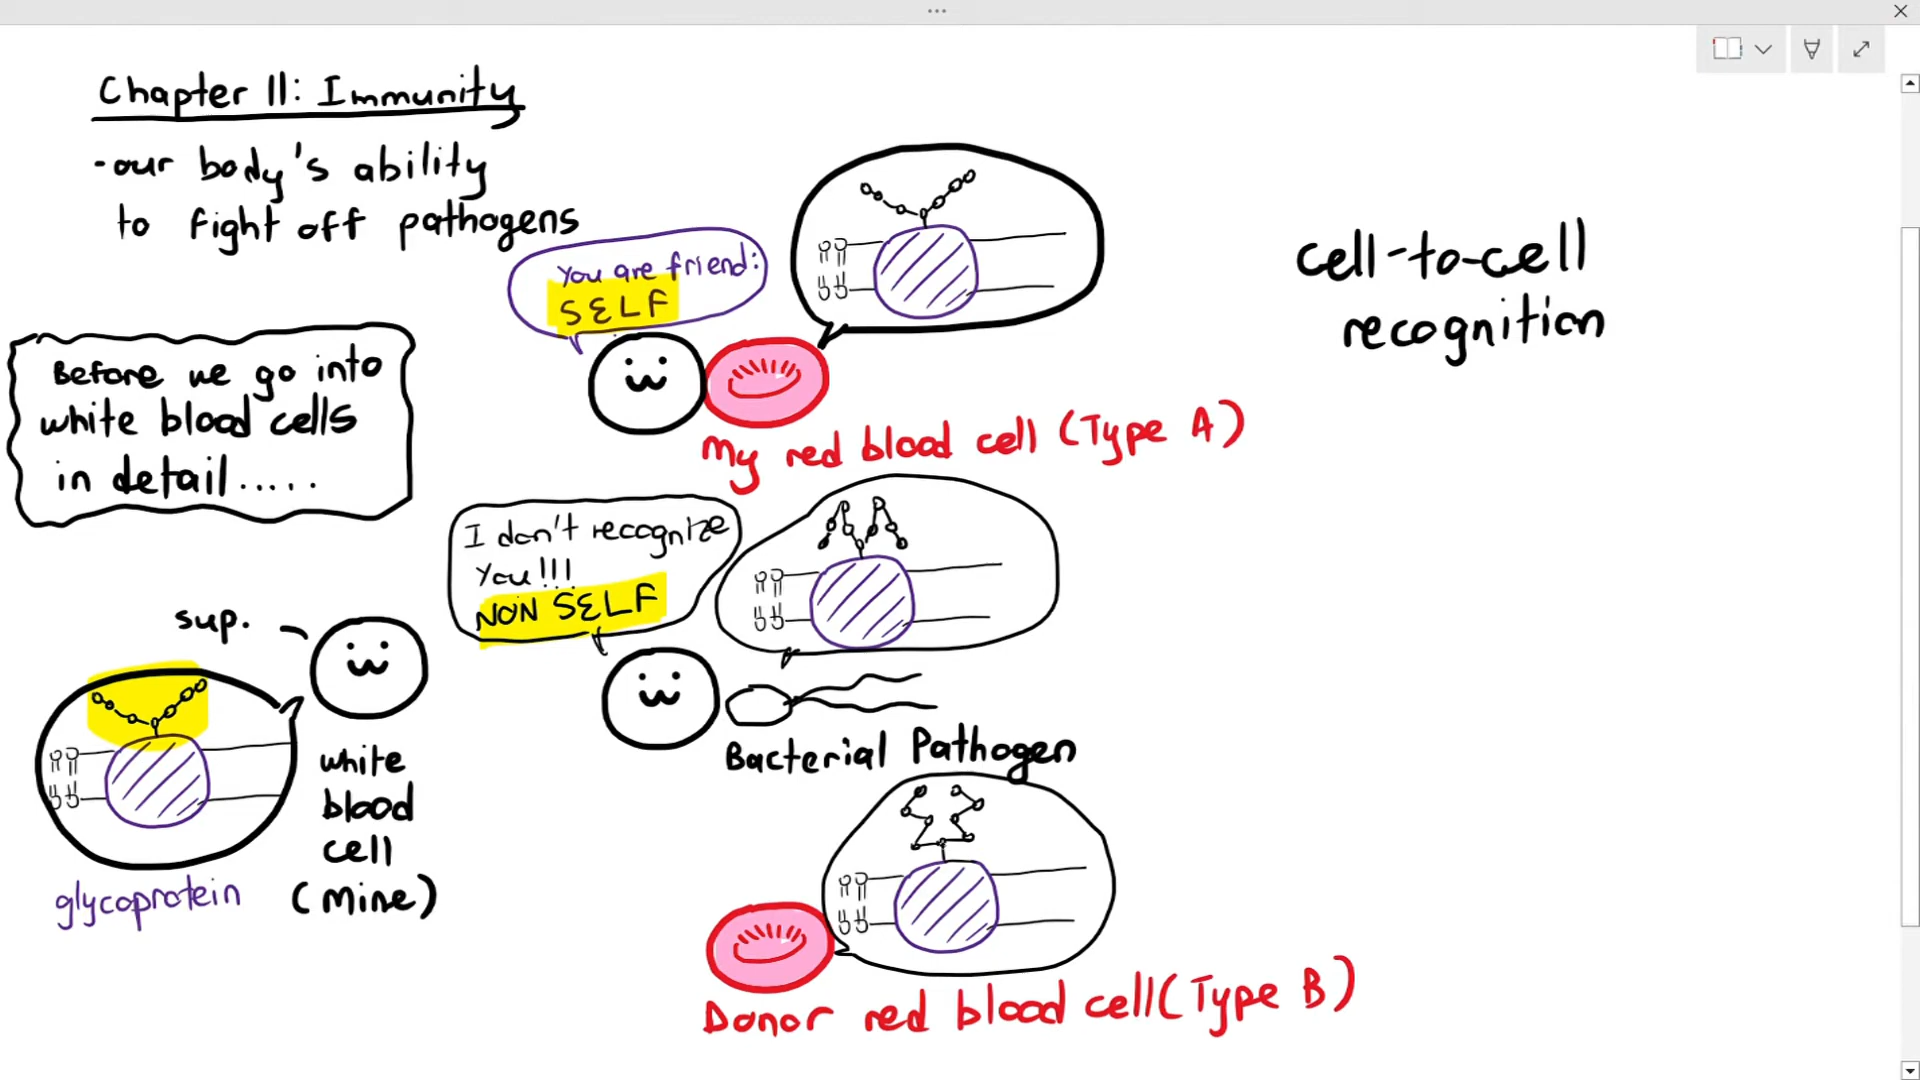 Chapter 11: Immunity
- our body's ability
to fight off pathogens
You are friend:
SELF
cell-to-cell
recognition
Before we go into
white blood cells
in detail.....
My red blood cell (Type A)
I don't recognize
you!!!
NON SELF
sup.
white
blood
cell
(mine)
glycoprotein
Bacterial Pathogen
Donor red blood cell (Type B)